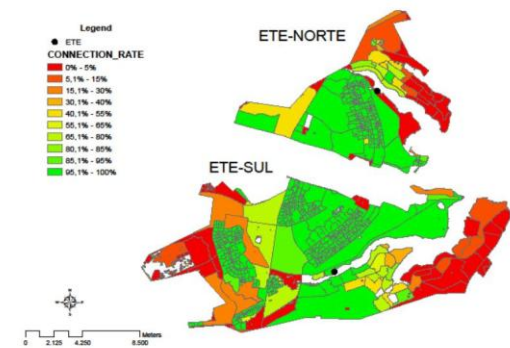 Legend
ETE
CONNECTION_RATE
0% - 5%
5,1% - 15%
15,1% - 30%
30,1% - 40%
40,1% - 55%
55,1% - 65%
65,1% - 80%
80,1% - 85%
85,1% - 95%
95,1% - 100%
ETE-NORTE
ETE-SUL
Meters
0 2.125 4.250 8.500